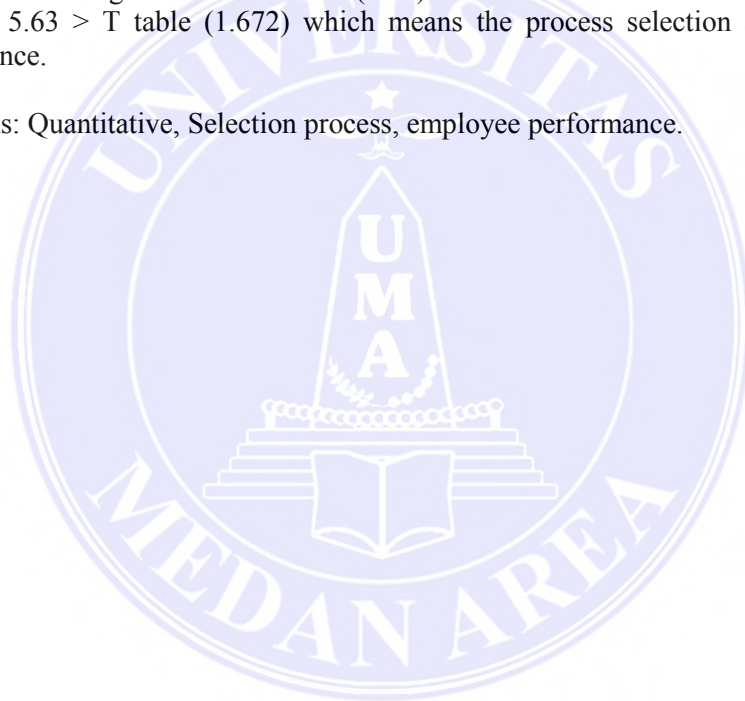 5.63 > T table (1.672) which means the process selection
nce.
s: Quantitative, Selection process, employee performance.
UNIVERSITAS
U
M
A
MEDAN AREA